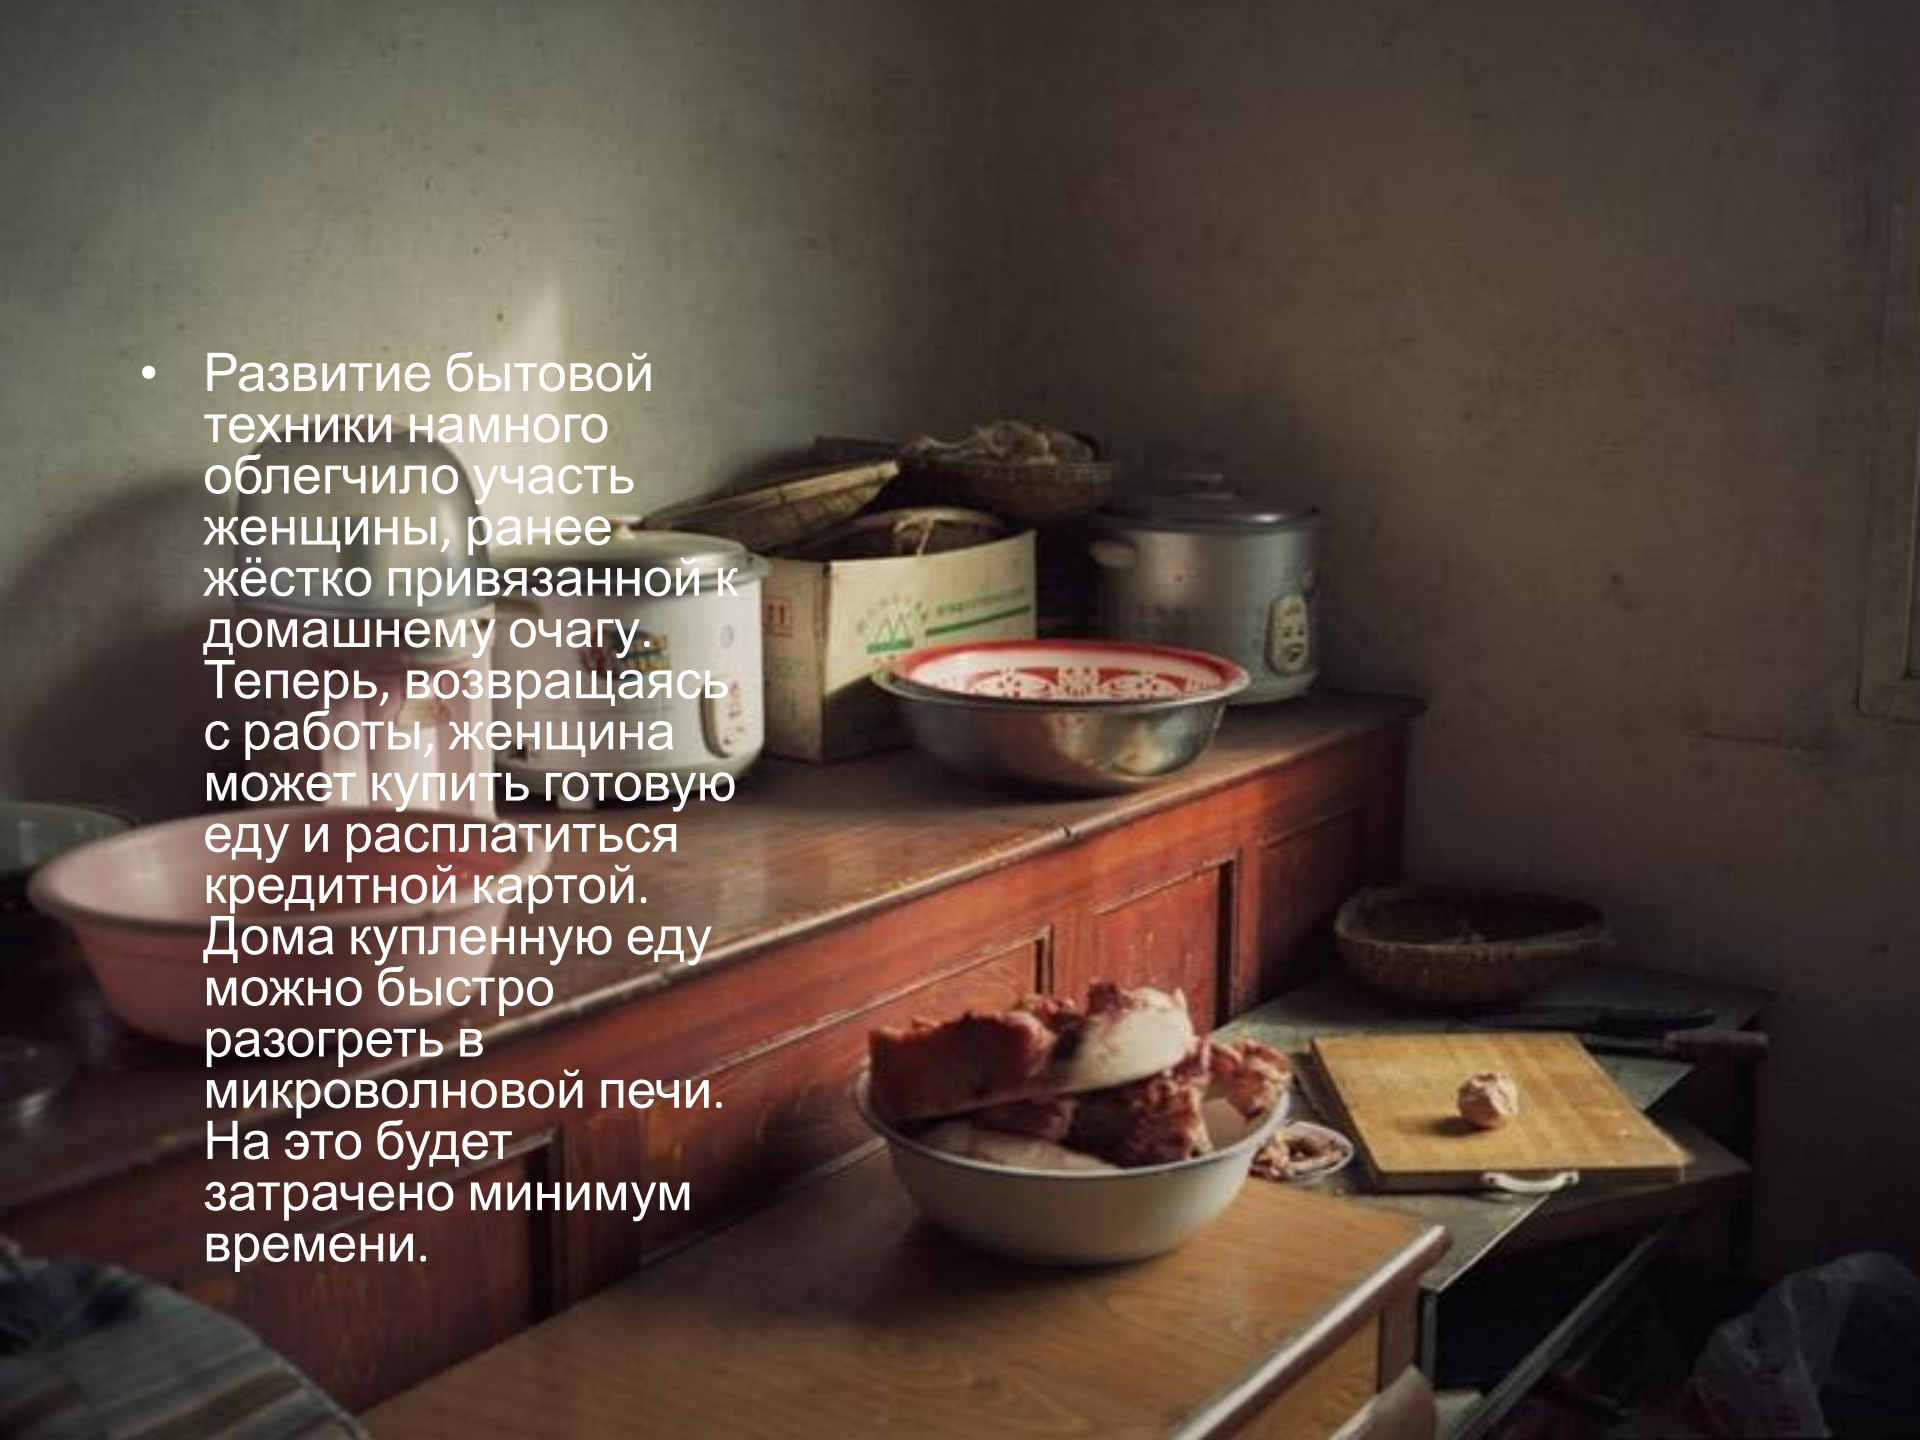 • Развитие бытовой
техники намного
облегчило участь
женщины, ранее
жёстко привязанной к
домашнему очагу.
Теперь, возвращаясь
с работы, женщина
может купить готовую
еду и расплатиться
кредитной картой.
Дома купленную еду
можно быстро
разогреть в
микроволновой печи.
На это будет
затрачено минимум
времени.